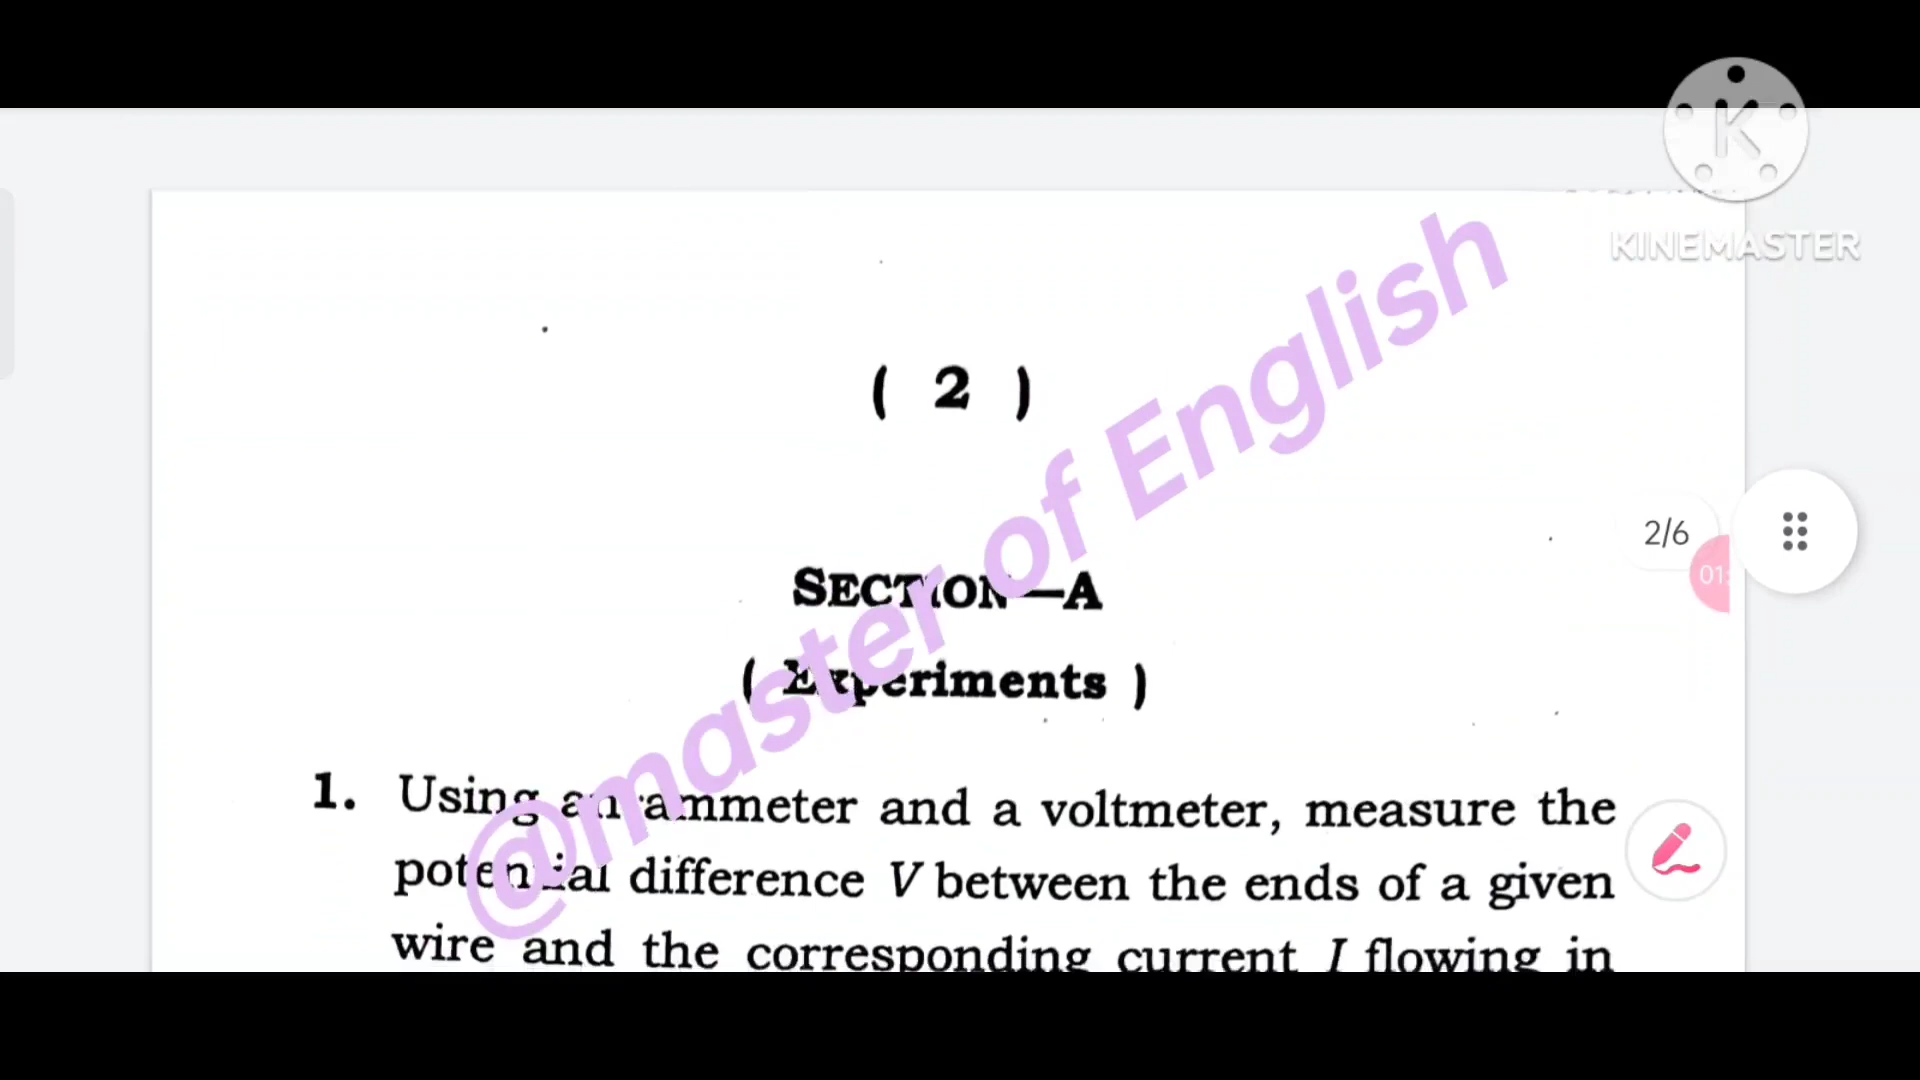 KINEMASTER
( 2 )
@master of English
2/6
SECTION—A
( Experiments )
1. Using an ammeter and a voltmeter, measure the
potential difference V between the ends of a given
wire and the corresponding current I flowing in